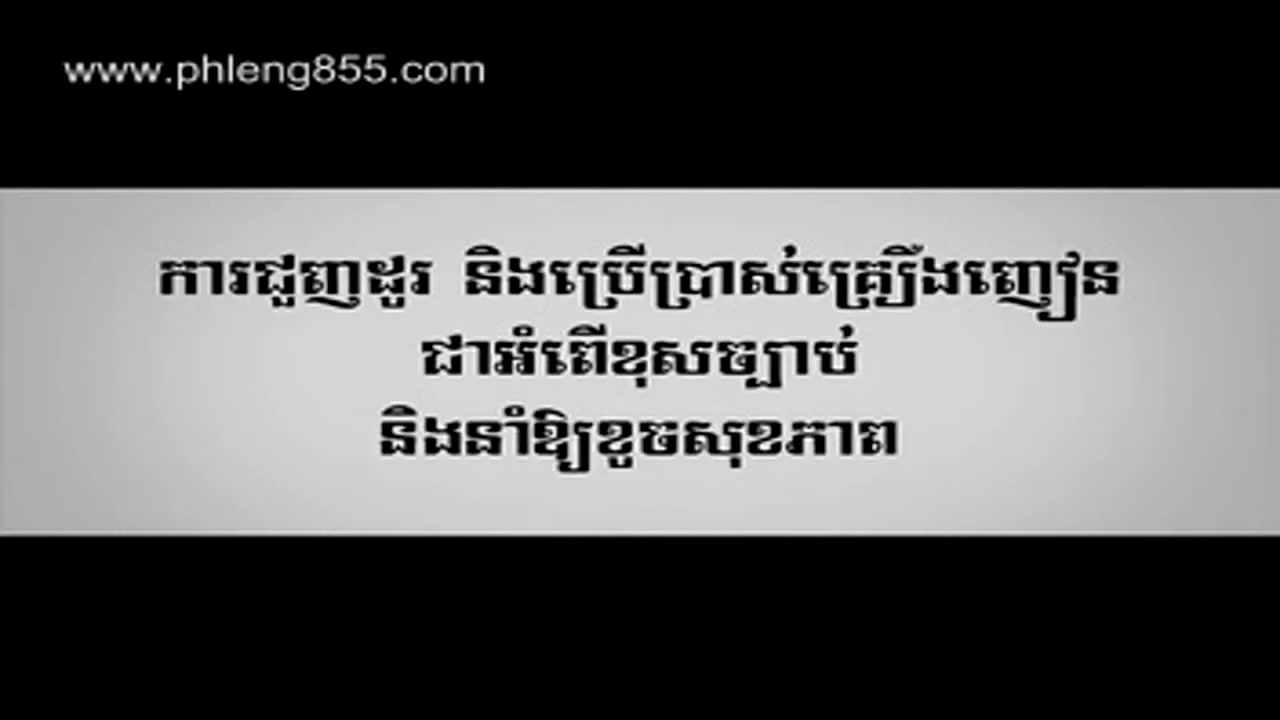 www.phleng855.com
ការជួញដូរ និងប្រើប្រាស់គ្រឿងញៀន
ជាអំពើខុសច្បាប់
និងនាំឱ្យខូចសុខភាព